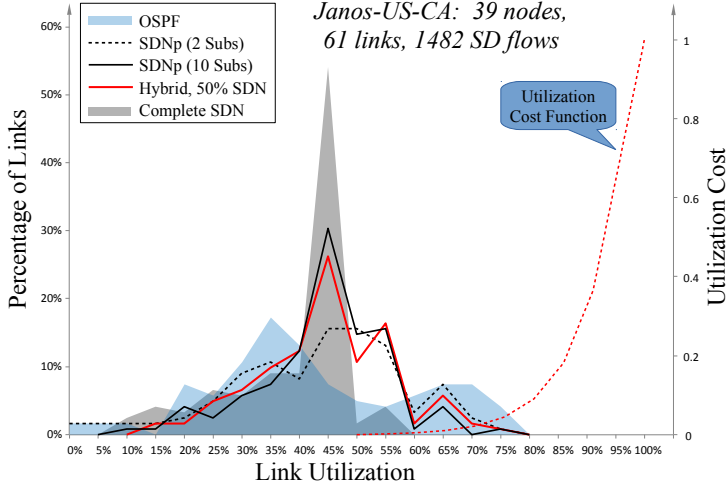 Janos-US-CA: 39 nodes,
61 links, 1482 SD flows
OSPF
SDNp (2 Subs)
SDNp (10 Subs)
Hybrid, 50% SDN
Complete SDN
Utilization
Cost Function
Percentage of Links
60%
50%
40%
30%
20%
10%
0%
Utilization Cost
1
0.8
0.6
0.4
0.2
0
0% 5% 10% 15% 20% 25% 30% 35% 40% 45% 50% 55% 60% 65% 70% 75% 80% 85% 90% 95% 100%
Link Utilization